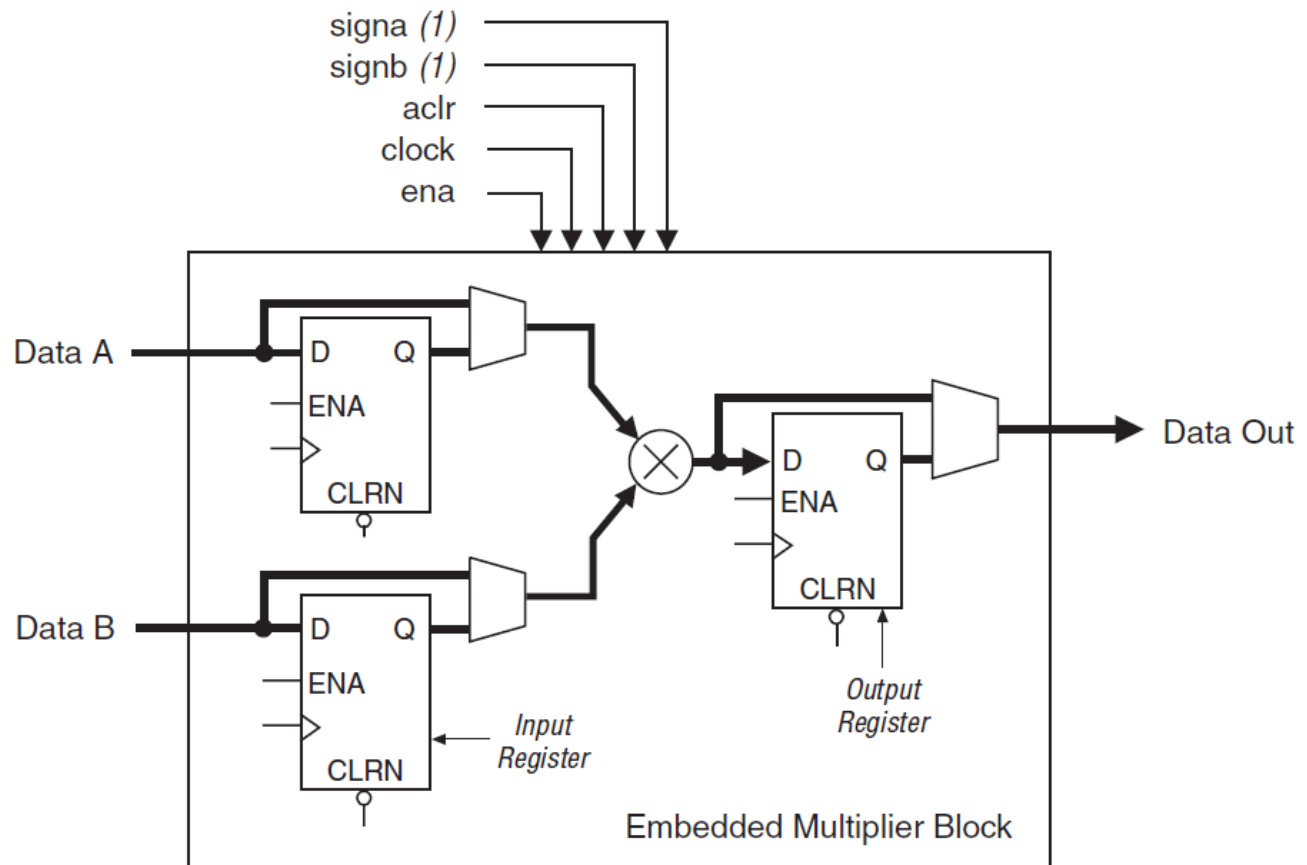 signa (1)
signb (1)
aclr
clock
ena
Data A
D Q
ENA
CLRN
Data B
D Q
ENA
CLRN
Input
Register
D Q
ENA
CLRN
Output
Register
Data Out
Embedded Multiplier Block